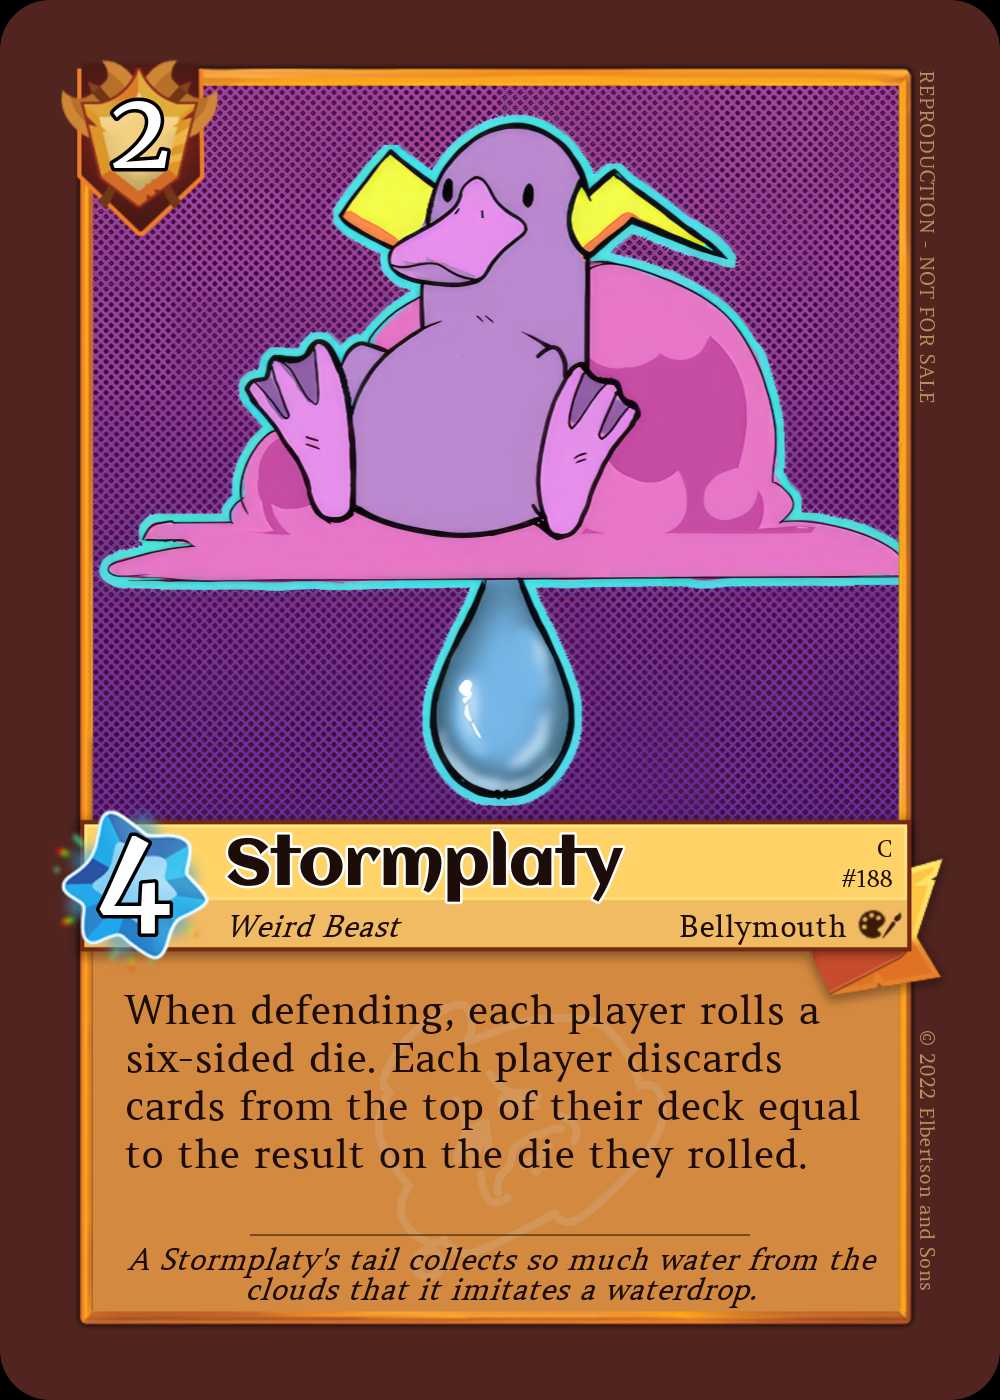 2
REPRODUCTION - NOT FOR SALE
4
Stormplaty
C
#188
Weird Beast
Bellymouth
When defending, each player rolls a
six-sided die. Each player discards
cards from the top of their deck equal
to the result on the die they rolled.
A Stormplaty's tail collects so much water from the
clouds that it imitates a waterdrop.
© 2022 Elbertson and Sons